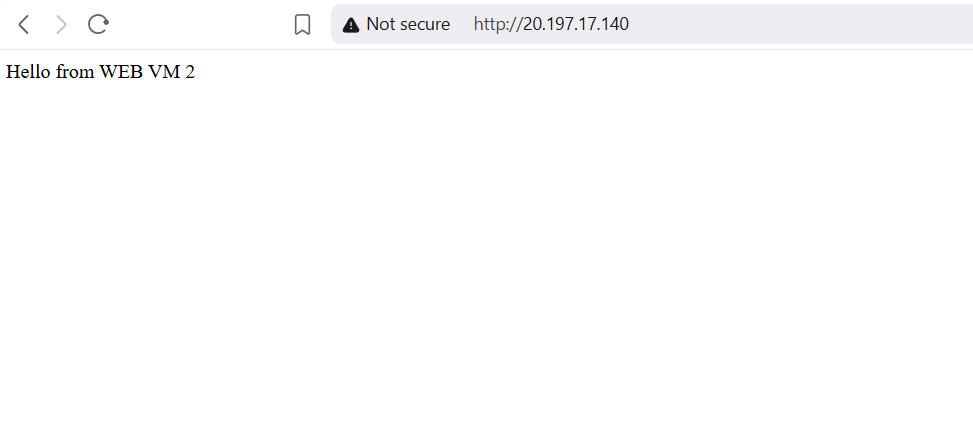 Not secure http://20.197.17.140
Hello from WEB VM 2